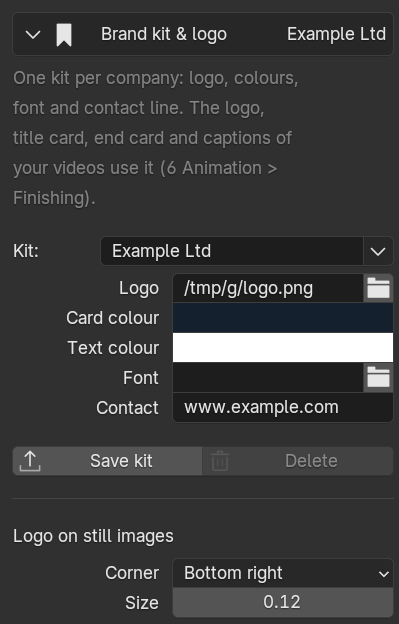 Brand kit & logo Example Ltd
One kit per company: logo, colours,
font and contact line. The logo,
title card, end card and captions of
your videos use it (6 Animation >
Finishing).
Kit: Example Ltd
Logo /tmp/g/logo.png
Card colour
Text colour
Font
Contact www.example.com
Save kit Delete
Logo on still images
Corner Bottom right
Size 0.12